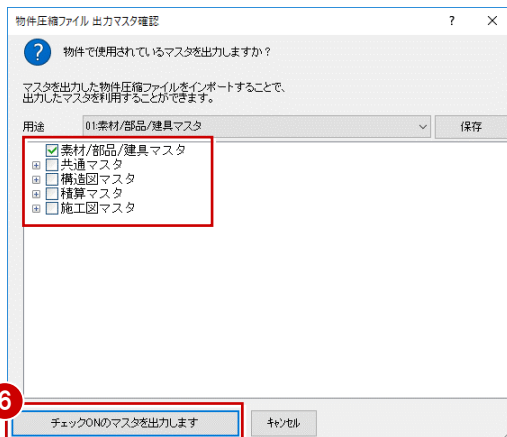 物件圧縮ファイル 出力マスタ確認
? ×
? 物件で使用されているマスタを出力しますか？
マスタを出力した物件圧縮ファイルをインポートすることで、
出力したマスタを利用することができます。
用途 01:素材/部品/建具マスタ 保存
素材/部品/建具マスタ
共通マスタ
構造図マスタ
積算マスタ
施工図マスタ
6
チェックONのマスタを出力します キャンセル